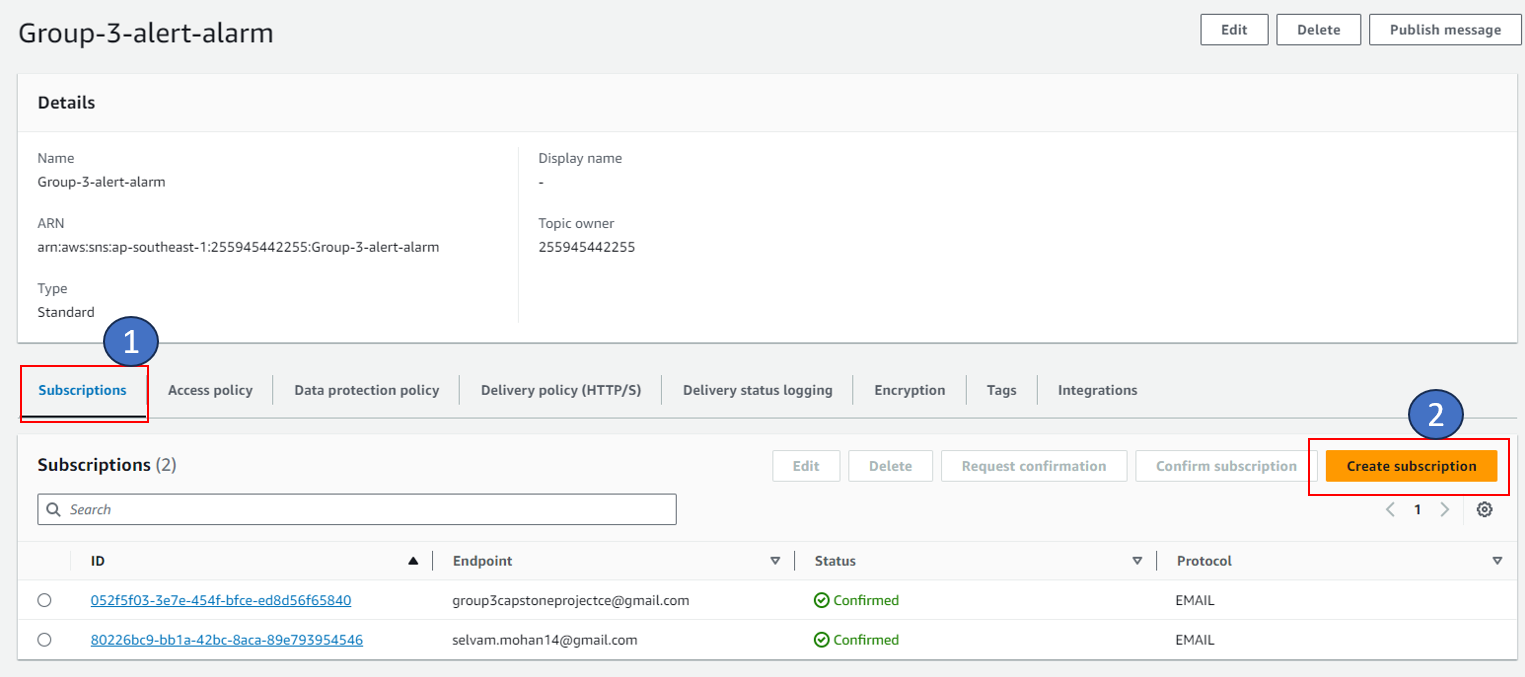 Group-3-alert-alarm
Edit Delete Publish message
Details
Name Display name
Group-3-alert-alarm -
ARN Topic owner
arn:aws:sns:ap-southeast-1:255945442255:Group-3-alert-alarm 255945442255
Type
Standard
1
Subscriptions Access policy Data protection policy Delivery policy (HTTP/S) Delivery status logging Encryption Tags Integrations
2
Subscriptions (2) Edit Delete Request confirmation Confirm subscription Create subscription
Search 1
ID Endpoint Status Protocol
052f5f03-3e7e-454f-bfce-ed8d56f65840 group3capstoneprojectce@gmail.com Confirmed EMAIL
80226bc9-bb1a-42bc-8aca-89e793954546 selvam.mohan14@gmail.com Confirmed EMAIL